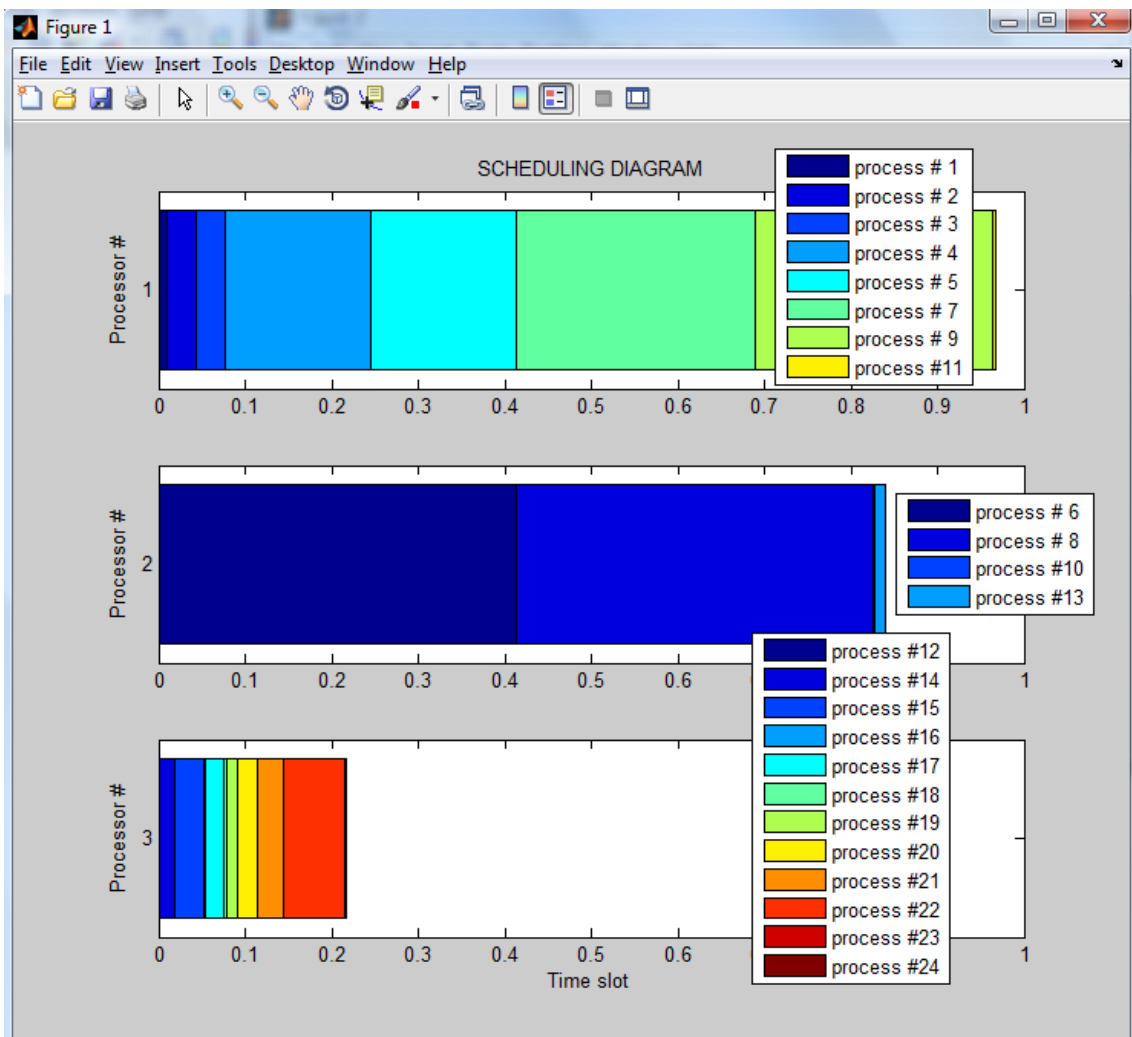 Figure 1
File Edit View Insert Tools Desktop Window Help
SCHEDULING DIAGRAM
Processor #
1
0 0.1 0.2 0.3 0.4 0.5 0.6 0.7 0.8 0.9 1
process # 1
process # 2
process # 3
process # 4
process # 5
process # 7
process # 9
process #11
Processor #
2
0 0.1 0.2 0.3 0.4 0.5 0.6 1
process # 6
process # 8
process #10
process #13
Processor #
3
0 0.1 0.2 0.3 0.4 0.5 0.6 1
Time slot
process #12
process #14
process #15
process #16
process #17
process #18
process #19
process #20
process #21
process #22
process #23
process #24